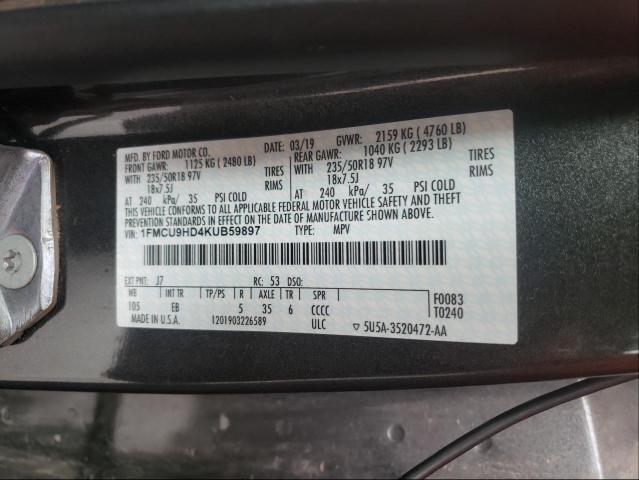 MFD. BY FORD MOTOR CO. DATE: 03/19 GVWR: 2159 KG ( 4760 LB)
FRONT GAWR: 1125 KG ( 2480 LB) REAR GAWR: 1040 KG ( 2293 LB)
WITH 235/50R18 97V TIRES WITH 235/50R18 97V TIRES
18x7.5J RIMS 18x7.5J RIMS
AT 240 kPa/ 35 PSI COLD AT 240 kPa/ 35 PSI COLD
THIS VEHICLE CONFORMS TO ALL APPLICABLE FEDERAL MOTOR VEHICLE SAFETY AND THEFT
PREVENTION STANDARDS IN EFFECT ON THE DATE OF MANUFACTURE SHOWN ABOVE.
VIN: 1FMCU9HD4KUB59897 TYPE: MPV
EXT PNT: J7 RC: 53 DSO: F0083
WB INT TR TP/PS R AXLE TR SPR T0240
105 EB 5 35 6 CCCC
MADE IN U.S.A. 1201903226589 ULC 5U5A-3520472-AA